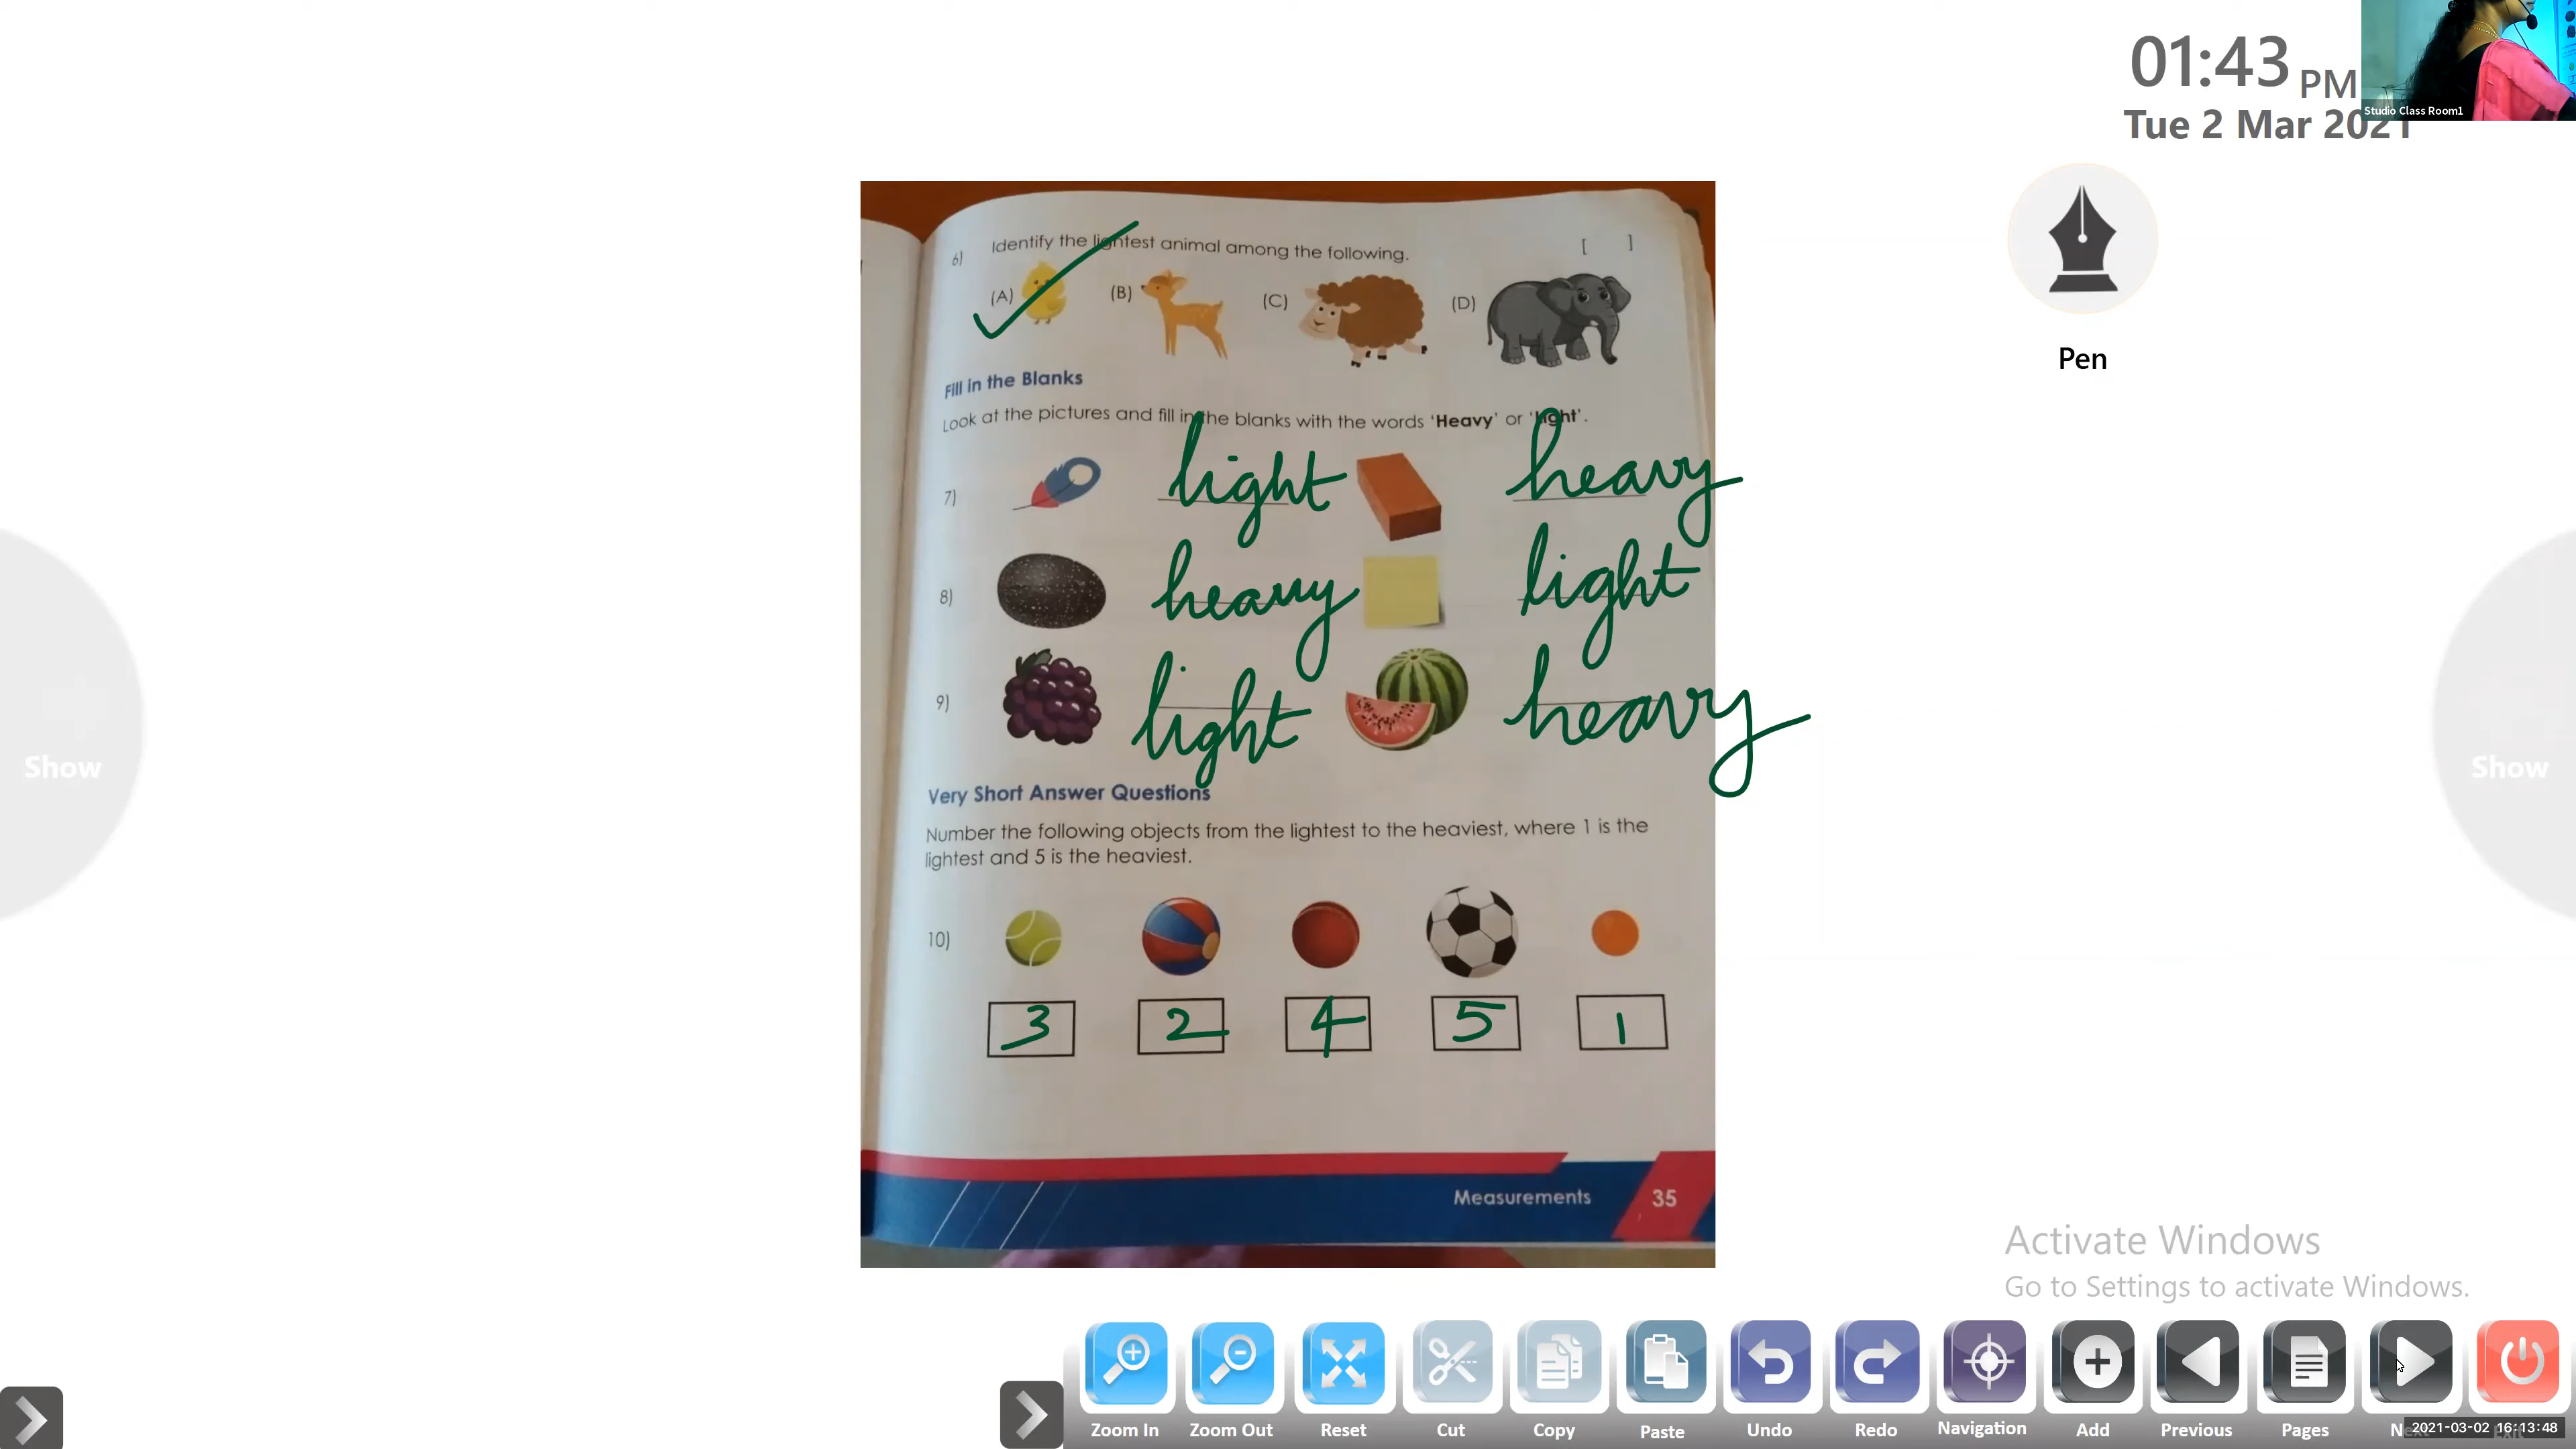 01:43 PM
Tue 2 Mar 2021
Studio Class Room1
Pen
6) Identify the lightest animal among the following. [ ]
(A) (B) (C) (D)
Fill in the Blanks
Look at the pictures and fill in the blanks with the words 'Heavy' or 'light'.
7) light heavy
8) heavy light
9) light heavy
Very Short Answer Questions
Number the following objects from the lightest to the heaviest, where 1 is the
lightest and 5 is the heaviest.
10)
3 2 4 5 1
Measurements 35
Show
Show
Activate Windows
Go to Settings to activate Windows.
Zoom In Zoom Out Reset Cut Copy Paste Undo Redo Navigation Add Previous Pages
2021-03-02 16:13:48